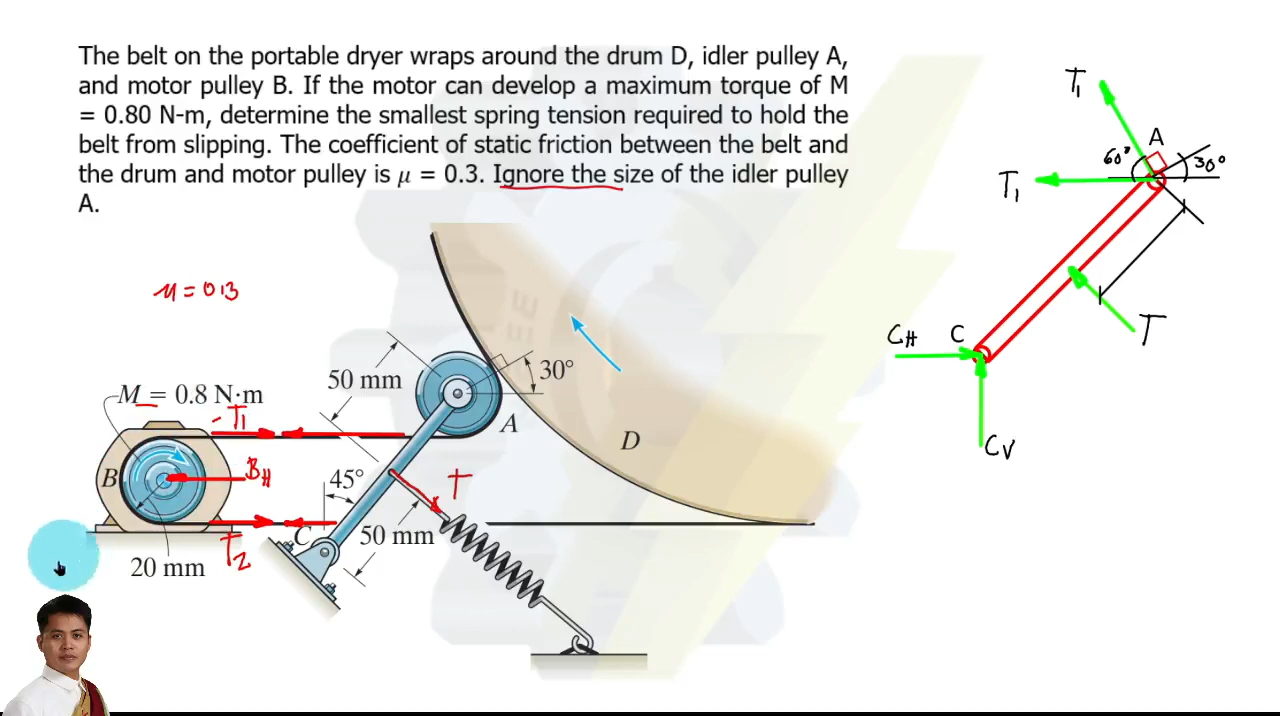 The belt on the portable dryer wraps around the drum D, idler pulley A,
and motor pulley B. If the motor can develop a maximum torque of M
= 0.80 N-m, determine the smallest spring tension required to hold the
belt from slipping. The coefficient of static friction between the belt and
the drum and motor pulley is μ = 0.3. Ignore the size of the idler pulley
A.
T1
A
60°
30°
T1
μ = 0.3
CH
C
T
CV
50 mm
30°
M = 0.8 N·m
T1
A
D
B
BH
45°
T
C
50 mm
T2
20 mm